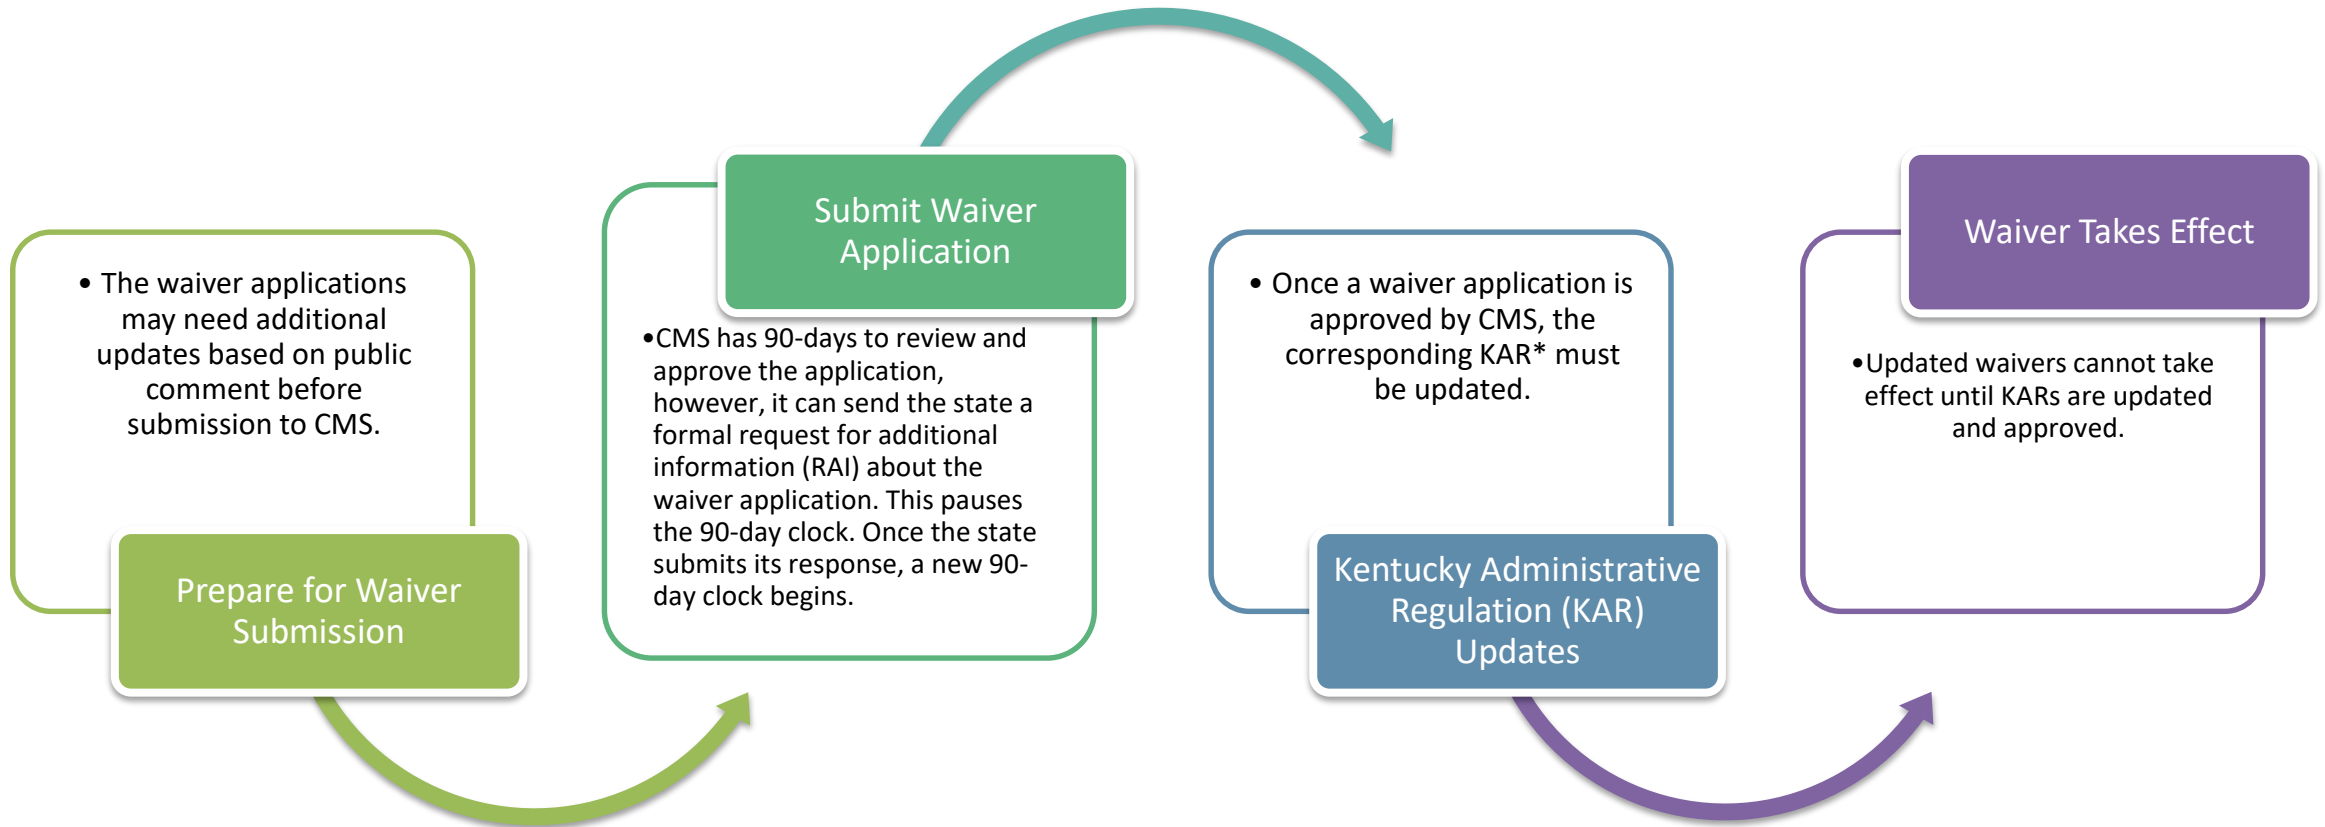 • The waiver applications
may need additional
updates based on public
comment before
submission to CMS.
Prepare for Waiver
Submission
Submit Waiver
Application
•CMS has 90-days to review and
approve the application,
however, it can send the state a
formal request for additional
information (RAI) about the
waiver application. This pauses
the 90-day clock. Once the state
submits its response, a new 90-
day clock begins.
• Once a waiver application is
approved by CMS, the
corresponding KAR* must
be updated.
Kentucky Administrative
Regulation (KAR)
Updates
Waiver Takes Effect
•Updated waivers cannot take
effect until KARs are updated
and approved.